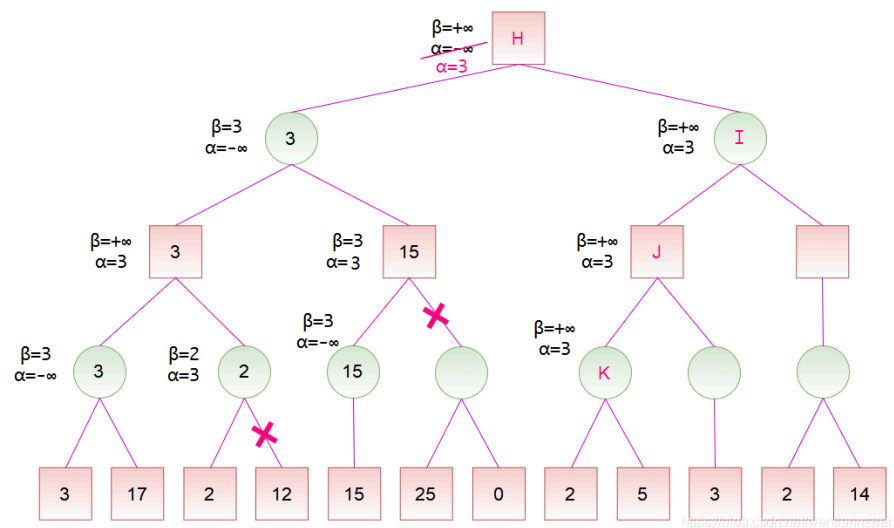 β=+∞
α=-∞
α=3
H
β=3
α=-∞
3
β=+∞
α=3
I
β=+∞
α=3
3
β=3
α=3
15
β=+∞
α=3
J
β=3
α=-∞
3
β=2
α=3
2
β=3
α=-∞
15
β=+∞
α=3
K
3
17
2
12
15
25
0
2
5
3
2
14